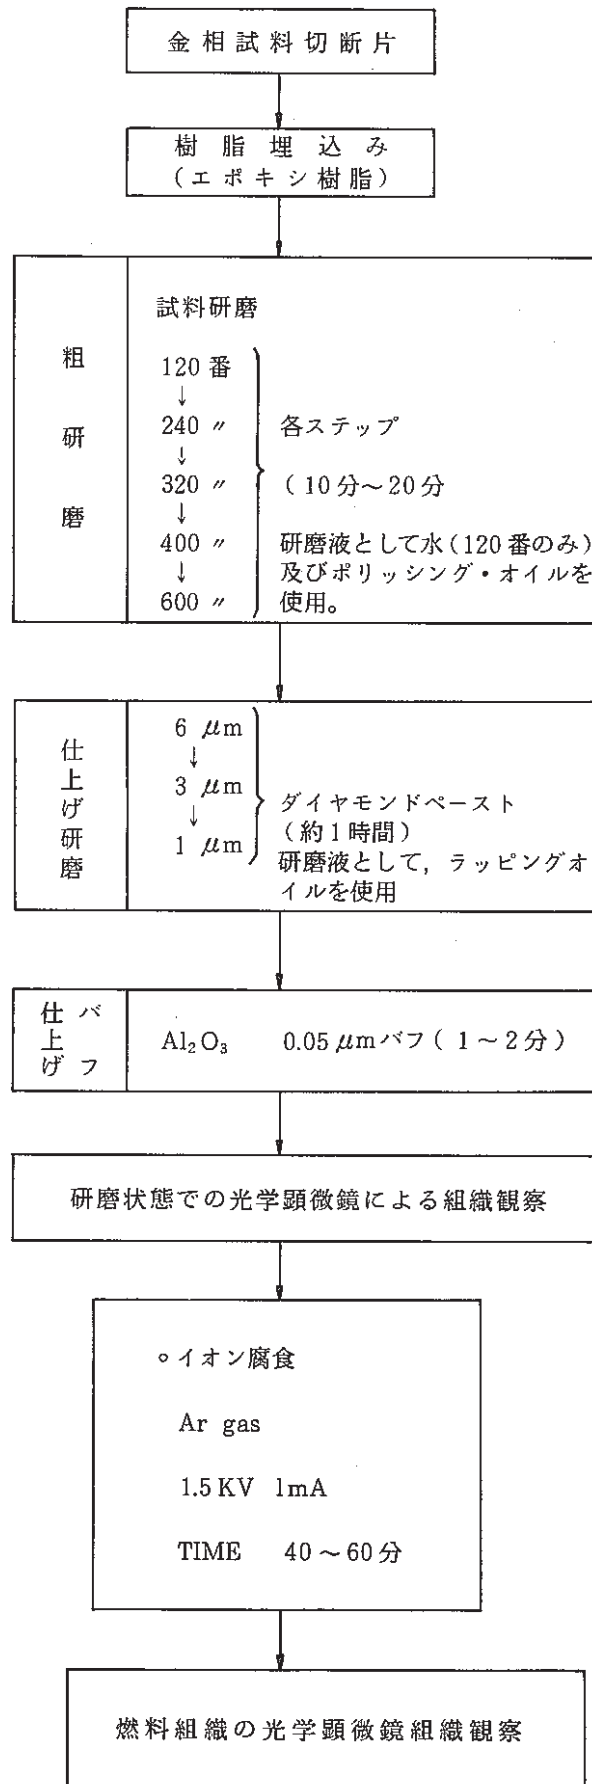 金相試料切断片
樹脂埋込み
(エポキシ樹脂)
粗研磨
試料研磨
120 番
↓
240 〃
↓
320 〃
↓
400 〃
↓
600 〃
各ステップ
(10分～20分
研磨液として水(120番のみ)
及びポリッシング・オイルを
使用。
仕上げ研磨
6 μm
↓
3 μm
↓
1 μm
ダイヤモンドペースト
(約1時間)
研磨液として，ラッピングオ
イルを使用
バフ
仕上げ
Al₂O₃ 0.05 μmバフ(1～2分)
研磨状態での光学顕微鏡による組織観察
∘イオン腐食
Ar gas
1.5KV 1mA
TIME 40～60分
燃料組織の光学顕微鏡組織観察